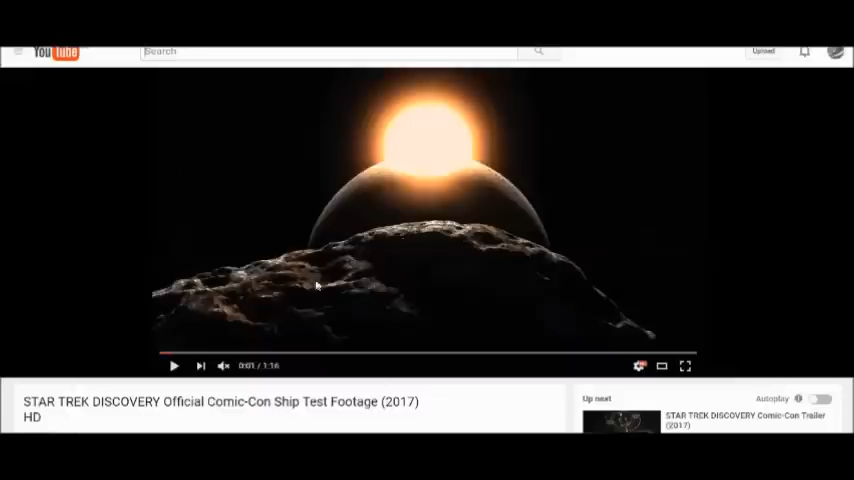 YouTube
Search
Upload
0:01 / 1:16
STAR TREK DISCOVERY Official Comic-Con Ship Test Footage (2017)
HD
Up next
Autoplay
STAR TREK DISCOVERY Comic-Con Trailer
(2017)